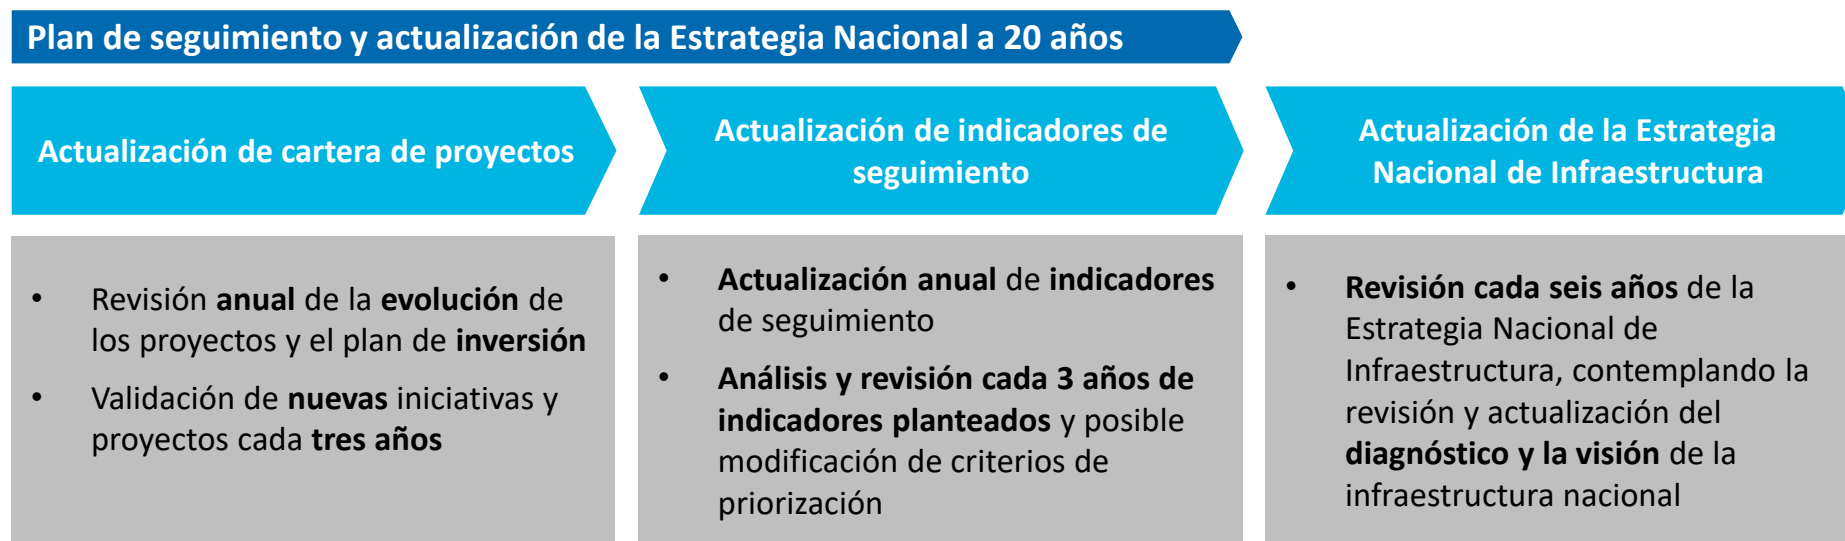 Plan de seguimiento y actualización de la Estrategia Nacional a 20 años
Actualización de cartera de proyectos
Actualización de indicadores de
seguimiento
Actualización de la Estrategia
Nacional de Infraestructura
• Revisión anual de la evolución de
los proyectos y el plan de inversión
• Validación de nuevas iniciativas y
proyectos cada tres años
• Actualización anual de indicadores
de seguimiento
• Análisis y revisión cada 3 años de
indicadores planteados y posible
modificación de criterios de
priorización
• Revisión cada seis años de la
Estrategia Nacional de
Infraestructura, contemplando la
revisión y actualización del
diagnóstico y la visión de la
infraestructura nacional